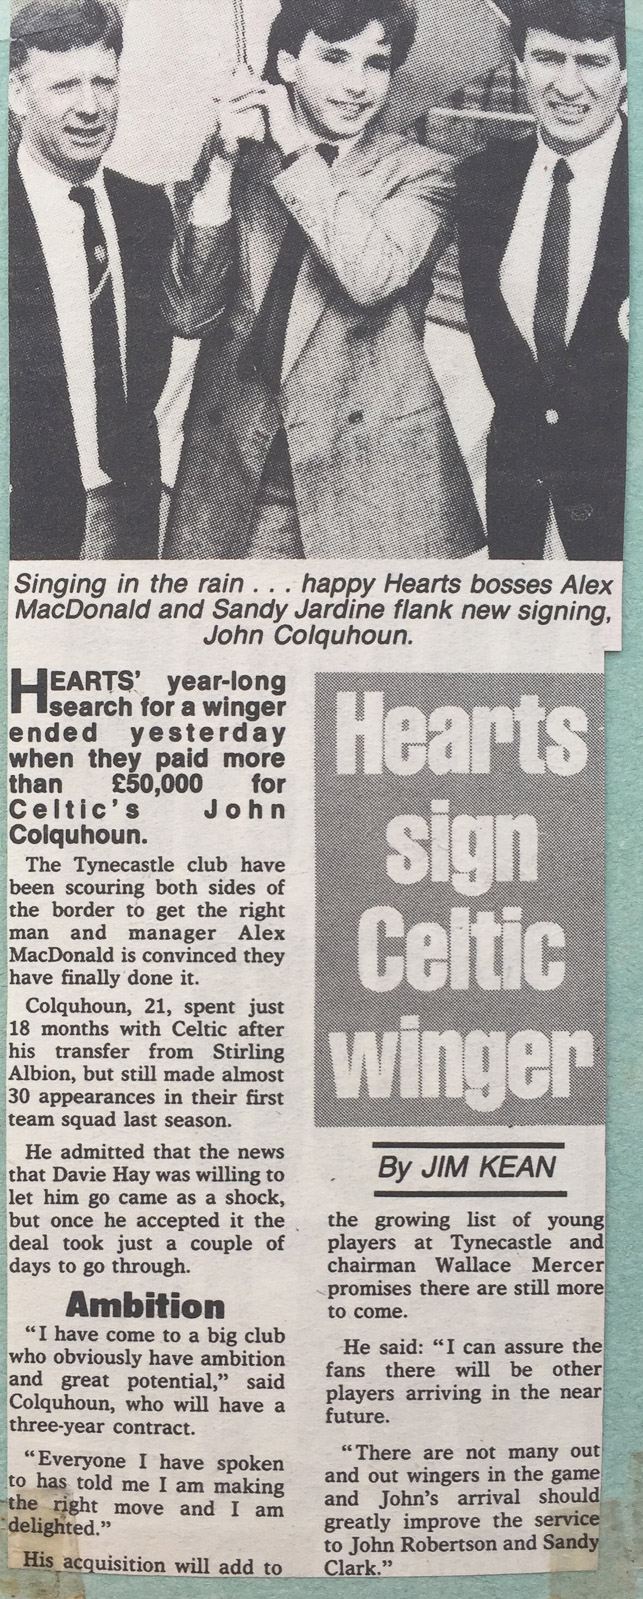 Singing in the rain . . . happy Hearts bosses Alex
MacDonald and Sandy Jardine flank new signing,
John Colquhoun.
HEARTS' year-long
search for a winger
ended yesterday
when they paid more
than £50,000 for
Celtic's John
Colquhoun.
The Tynecastle club have
been scouring both sides of
the border to get the right
man and manager Alex
MacDonald is convinced they
have finally done it.
Colquhoun, 21, spent just
18 months with Celtic after
his transfer from Stirling
Albion, but still made almost
30 appearances in their first
team squad last season.
He admitted that the news
that Davie Hay was willing to
let him go came as a shock,
but once he accepted it the
deal took just a couple of
days to go through.
Ambition
“I have come to a big club
who obviously have ambition
and great potential,” said
Colquhoun, who will have a
three-year contract.
“Everyone I have spoken
to has told me I am making
the right move and I am
delighted.”
His acquisition will add to
Hearts
sign
Celtic
winger
By JIM KEAN
the growing list of young
players at Tynecastle and
chairman Wallace Mercer
promises there are still more
to come.
He said: “I can assure the
fans there will be other
players arriving in the near
future.
“There are not many out
and out wingers in the game
and John's arrival should
greatly improve the service
to John Robertson and Sandy
Clark.”